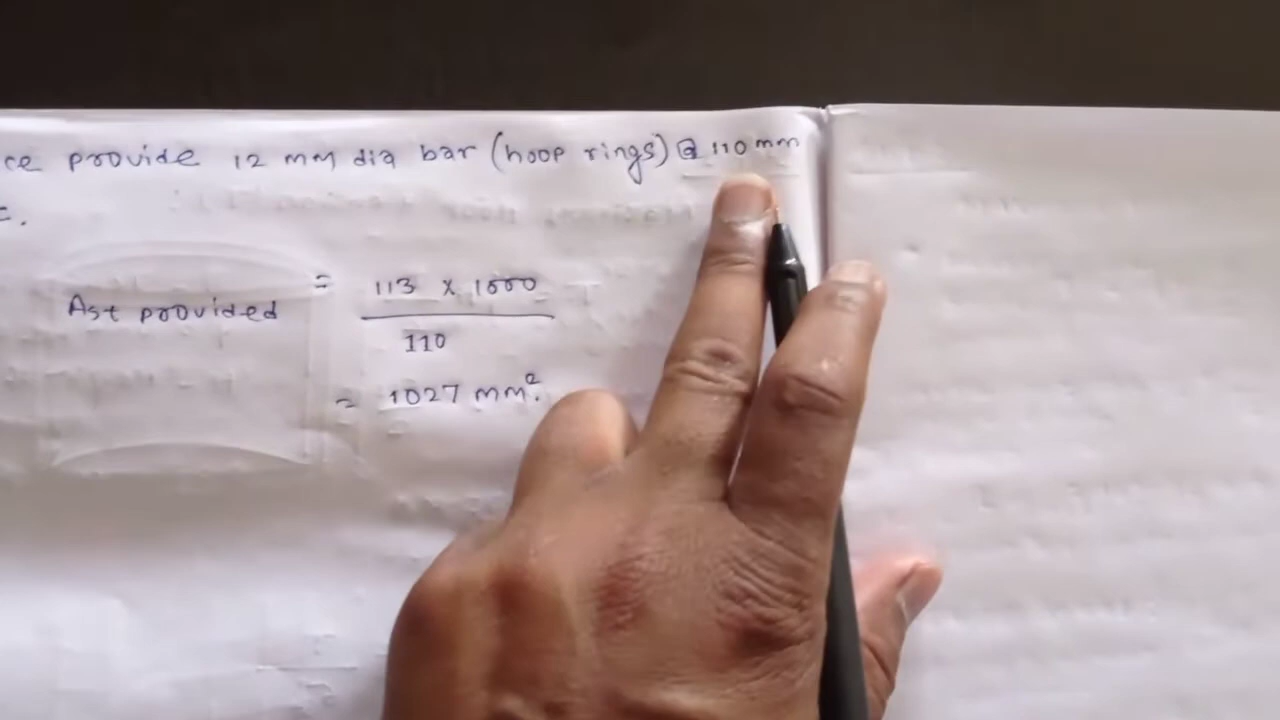 ce provide 12 mm dia bar (hoop rings) @ 110 mm
c.
Ast provided = 113 x 1000
110
= 1027 mm².